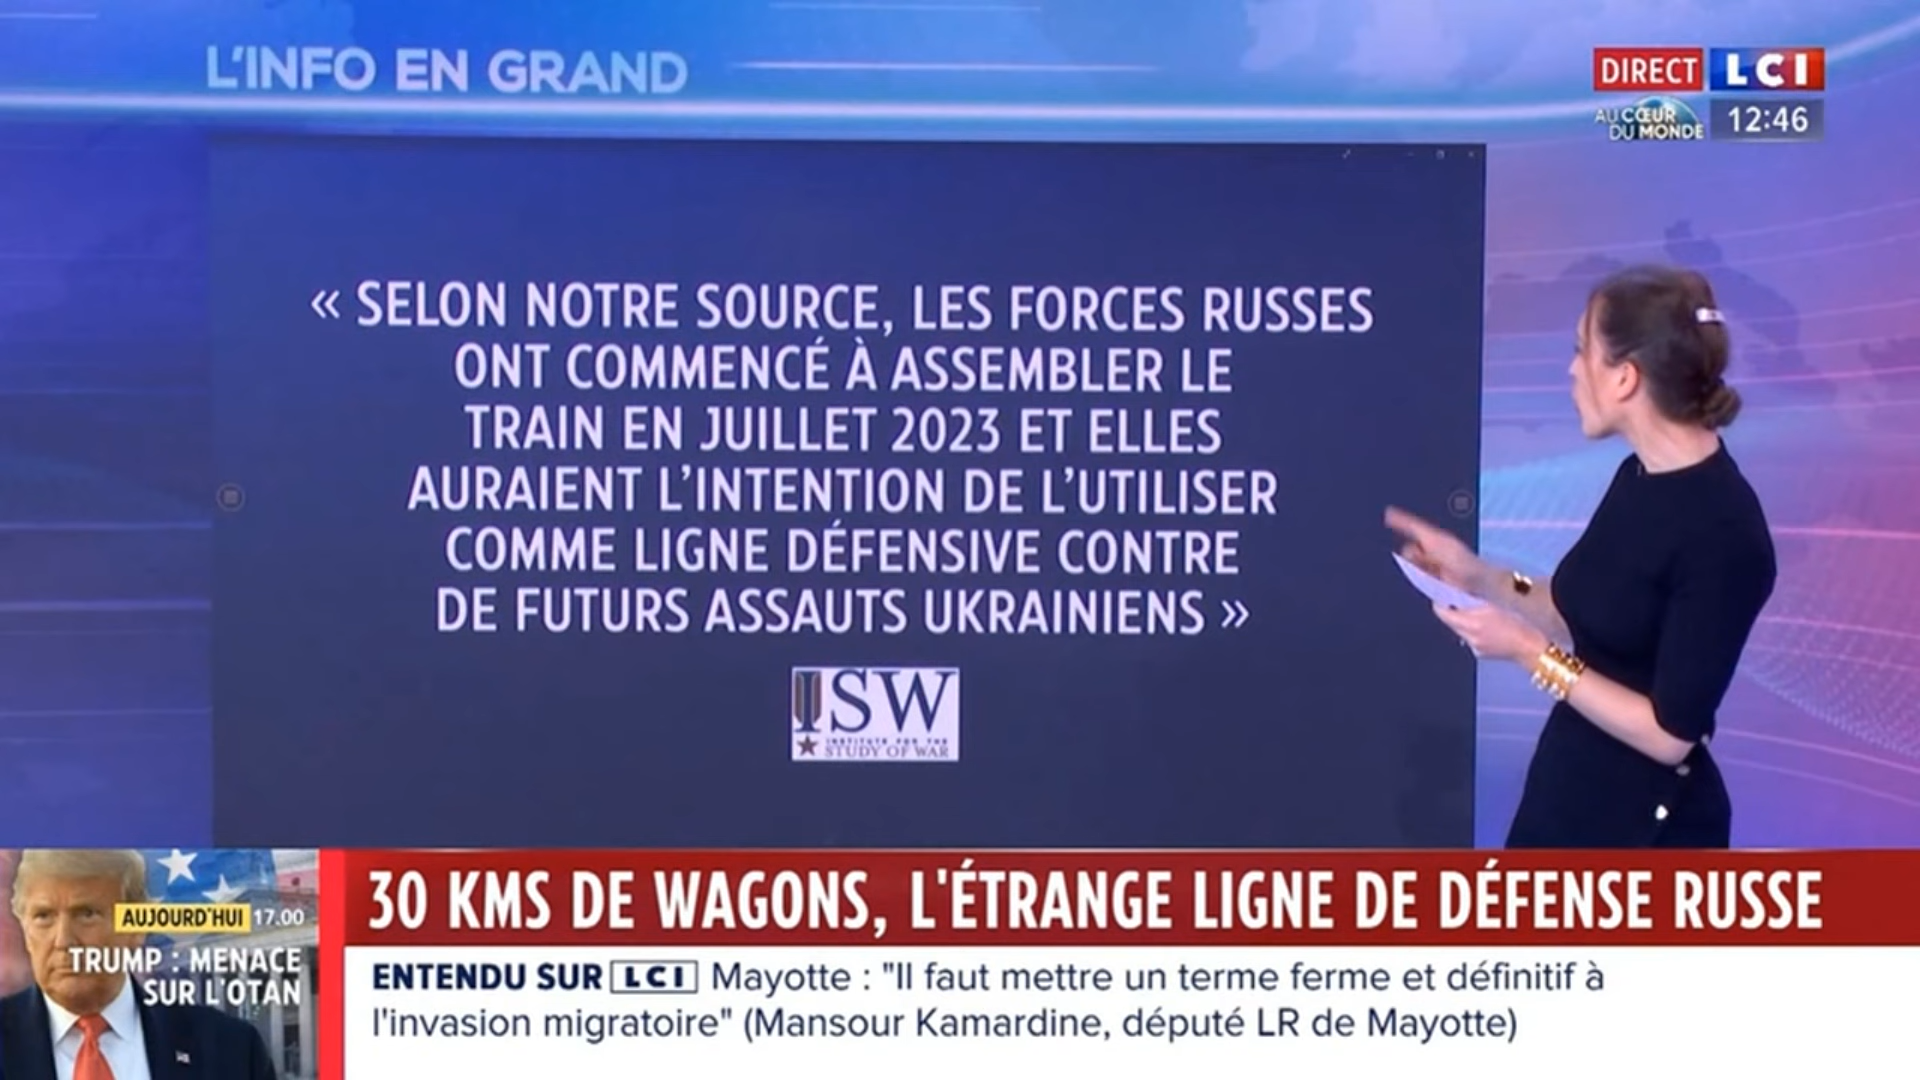 L'INFO EN GRAND
DIRECT LCI
AU CŒUR
DU MONDE
12:46
« SELON NOTRE SOURCE, LES FORCES RUSSES
ONT COMMENCÉ À ASSEMBLER LE
TRAIN EN JUILLET 2023 ET ELLES
AURAIENT L'INTENTION DE L'UTILISER
COMME LIGNE DÉFENSIVE CONTRE
DE FUTURS ASSAUTS UKRAINIENS »
ISW
INSTITUTE FOR THE
STUDY OF WAR
AUJOURD'HUI 17.00
TRUMP : MENACE
SUR L'OTAN
30 KMS DE WAGONS, L'ÉTRANGE LIGNE DE DÉFENSE RUSSE
ENTENDU SUR LCI Mayotte : "Il faut mettre un terme ferme et définitif à
l'invasion migratoire" (Mansour Kamardine, député LR de Mayotte)